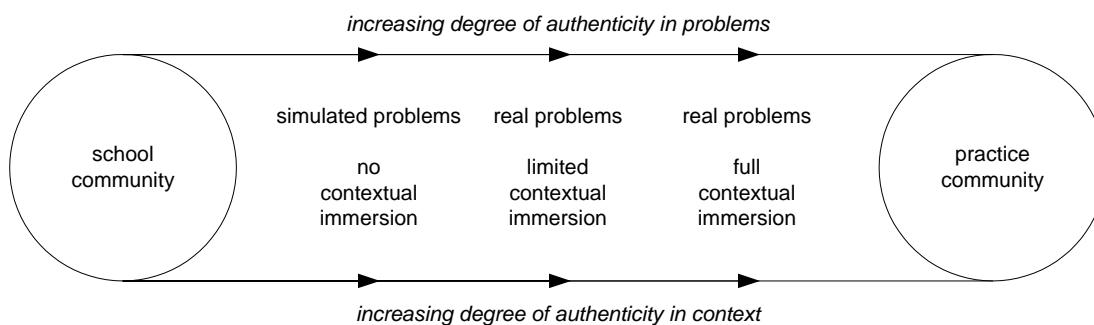 increasing degree of authenticity in problems
simulated problems
real problems
real problems
school
community
no
contextual
immersion
limited
contextual
immersion
full
contextual
immersion
practice
community
increasing degree of authenticity in context